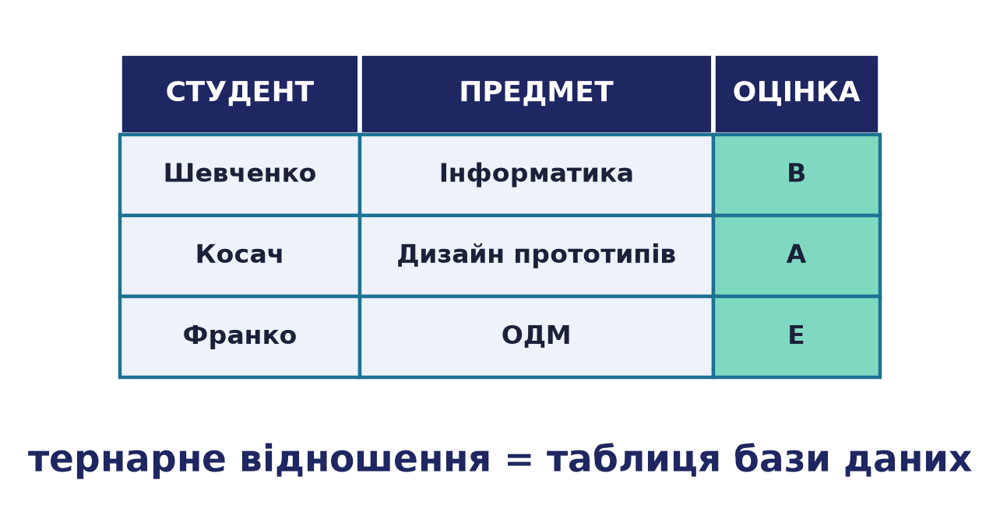 СТУДЕНТ ПРЕДМЕТ ОЦІНКА
Шевченко Інформатика B
Косач Дизайн прототипів A
Франко ОДМ E
тернарне відношення = таблиця бази даних